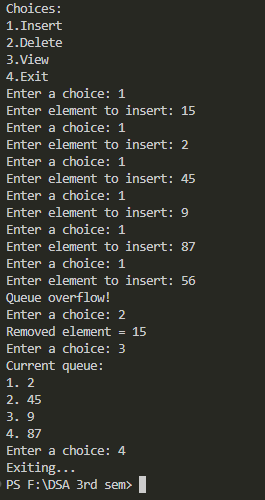 Choices:
1.Insert
2.Delete
3.View
4.Exit
Enter a choice: 1
Enter element to insert: 15
Enter a choice: 1
Enter element to insert: 2
Enter a choice: 1
Enter element to insert: 45
Enter a choice: 1
Enter element to insert: 9
Enter a choice: 1
Enter element to insert: 87
Enter a choice: 1
Enter element to insert: 56
Queue overflow!
Enter a choice: 2
Removed element = 15
Enter a choice: 3
Current queue:
1. 2
2. 45
3. 9
4. 87
Enter a choice: 4
Exiting...
PS F:\DSA 3rd sem>